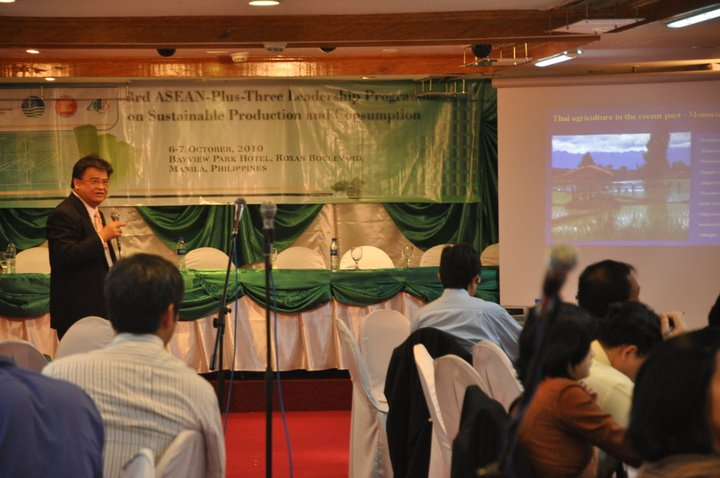 3rd ASEAN-Plus-Three Leadership Programme
on Sustainable Production and Consumption
6-7 October, 2010
Bayview Park Hotel, Roxas Boulevard,
Manila, Philippines
Thai agriculture in the recent past -